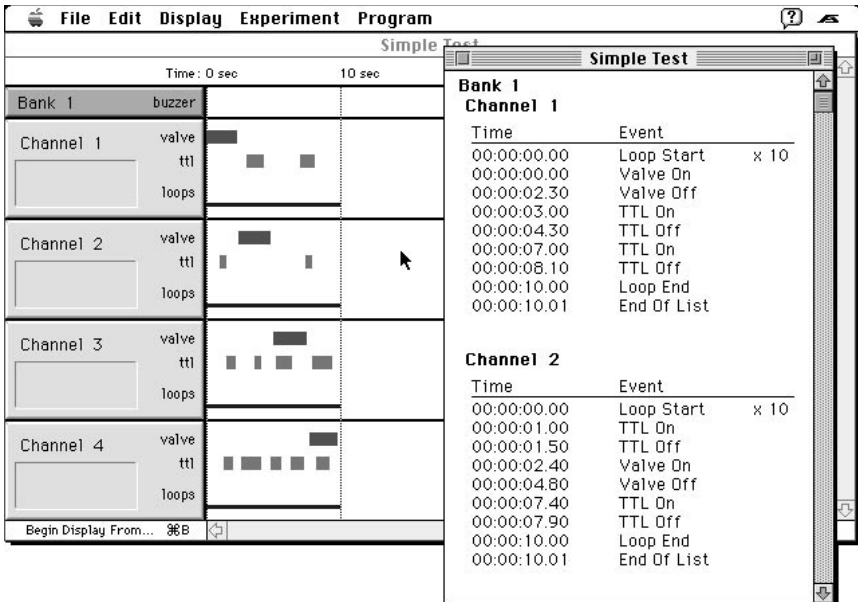 File Edit Display Experiment Program
Simple Test
Time: 0 sec 10 sec
Bank 1 buzzer
Channel 1 valve
ttl
loops
Channel 2 valve
ttl
loops
Channel 3 valve
ttl
loops
Channel 4 valve
ttl
loops
Begin Display From... ⌘B
Simple Test
Bank 1
Channel 1
Time Event
00:00:00.00 Loop Start x 10
00:00:00.00 Valve On
00:00:02.30 Valve Off
00:00:03.00 TTL On
00:00:04.30 TTL Off
00:00:07.00 TTL On
00:00:08.10 TTL Off
00:00:10.00 Loop End
00:00:10.01 End Of List
Channel 2
Time Event
00:00:00.00 Loop Start x 10
00:00:01.00 TTL On
00:00:01.50 TTL Off
00:00:02.40 Valve On
00:00:04.80 Valve Off
00:00:07.40 TTL On
00:00:07.90 TTL Off
00:00:10.00 Loop End
00:00:10.01 End Of List